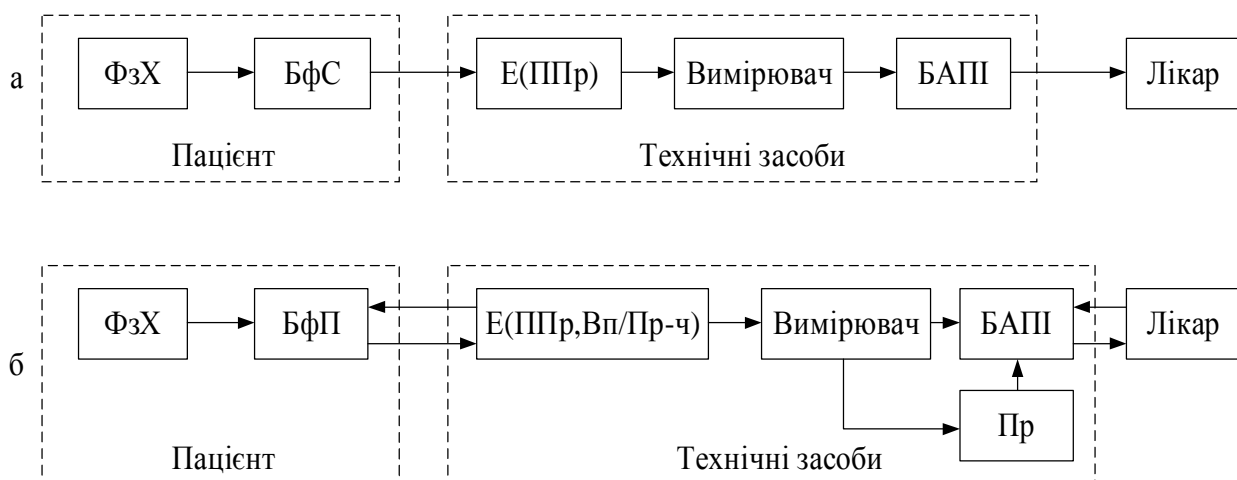 а
ФзХ БфС Е(ППр) Вимірювач БАПІ Лікар
Пацієнт Технічні засоби
б
ФзХ БфП Е(ППр,Вп/Пр-ч) Вимірювач БАПІ Лікар
Пр
Пацієнт Технічні засоби